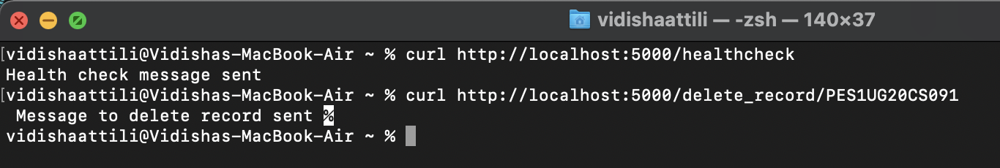 vidishaattili — -zsh — 140×37
[vidishaattili@Vidishas-MacBook-Air ~ % curl http://localhost:5000/healthcheck
Health check message sent
[vidishaattili@Vidishas-MacBook-Air ~ % curl http://localhost:5000/delete_record/PES1UG20CS091
 Message to delete record sent %
vidishaattili@Vidishas-MacBook-Air ~ %